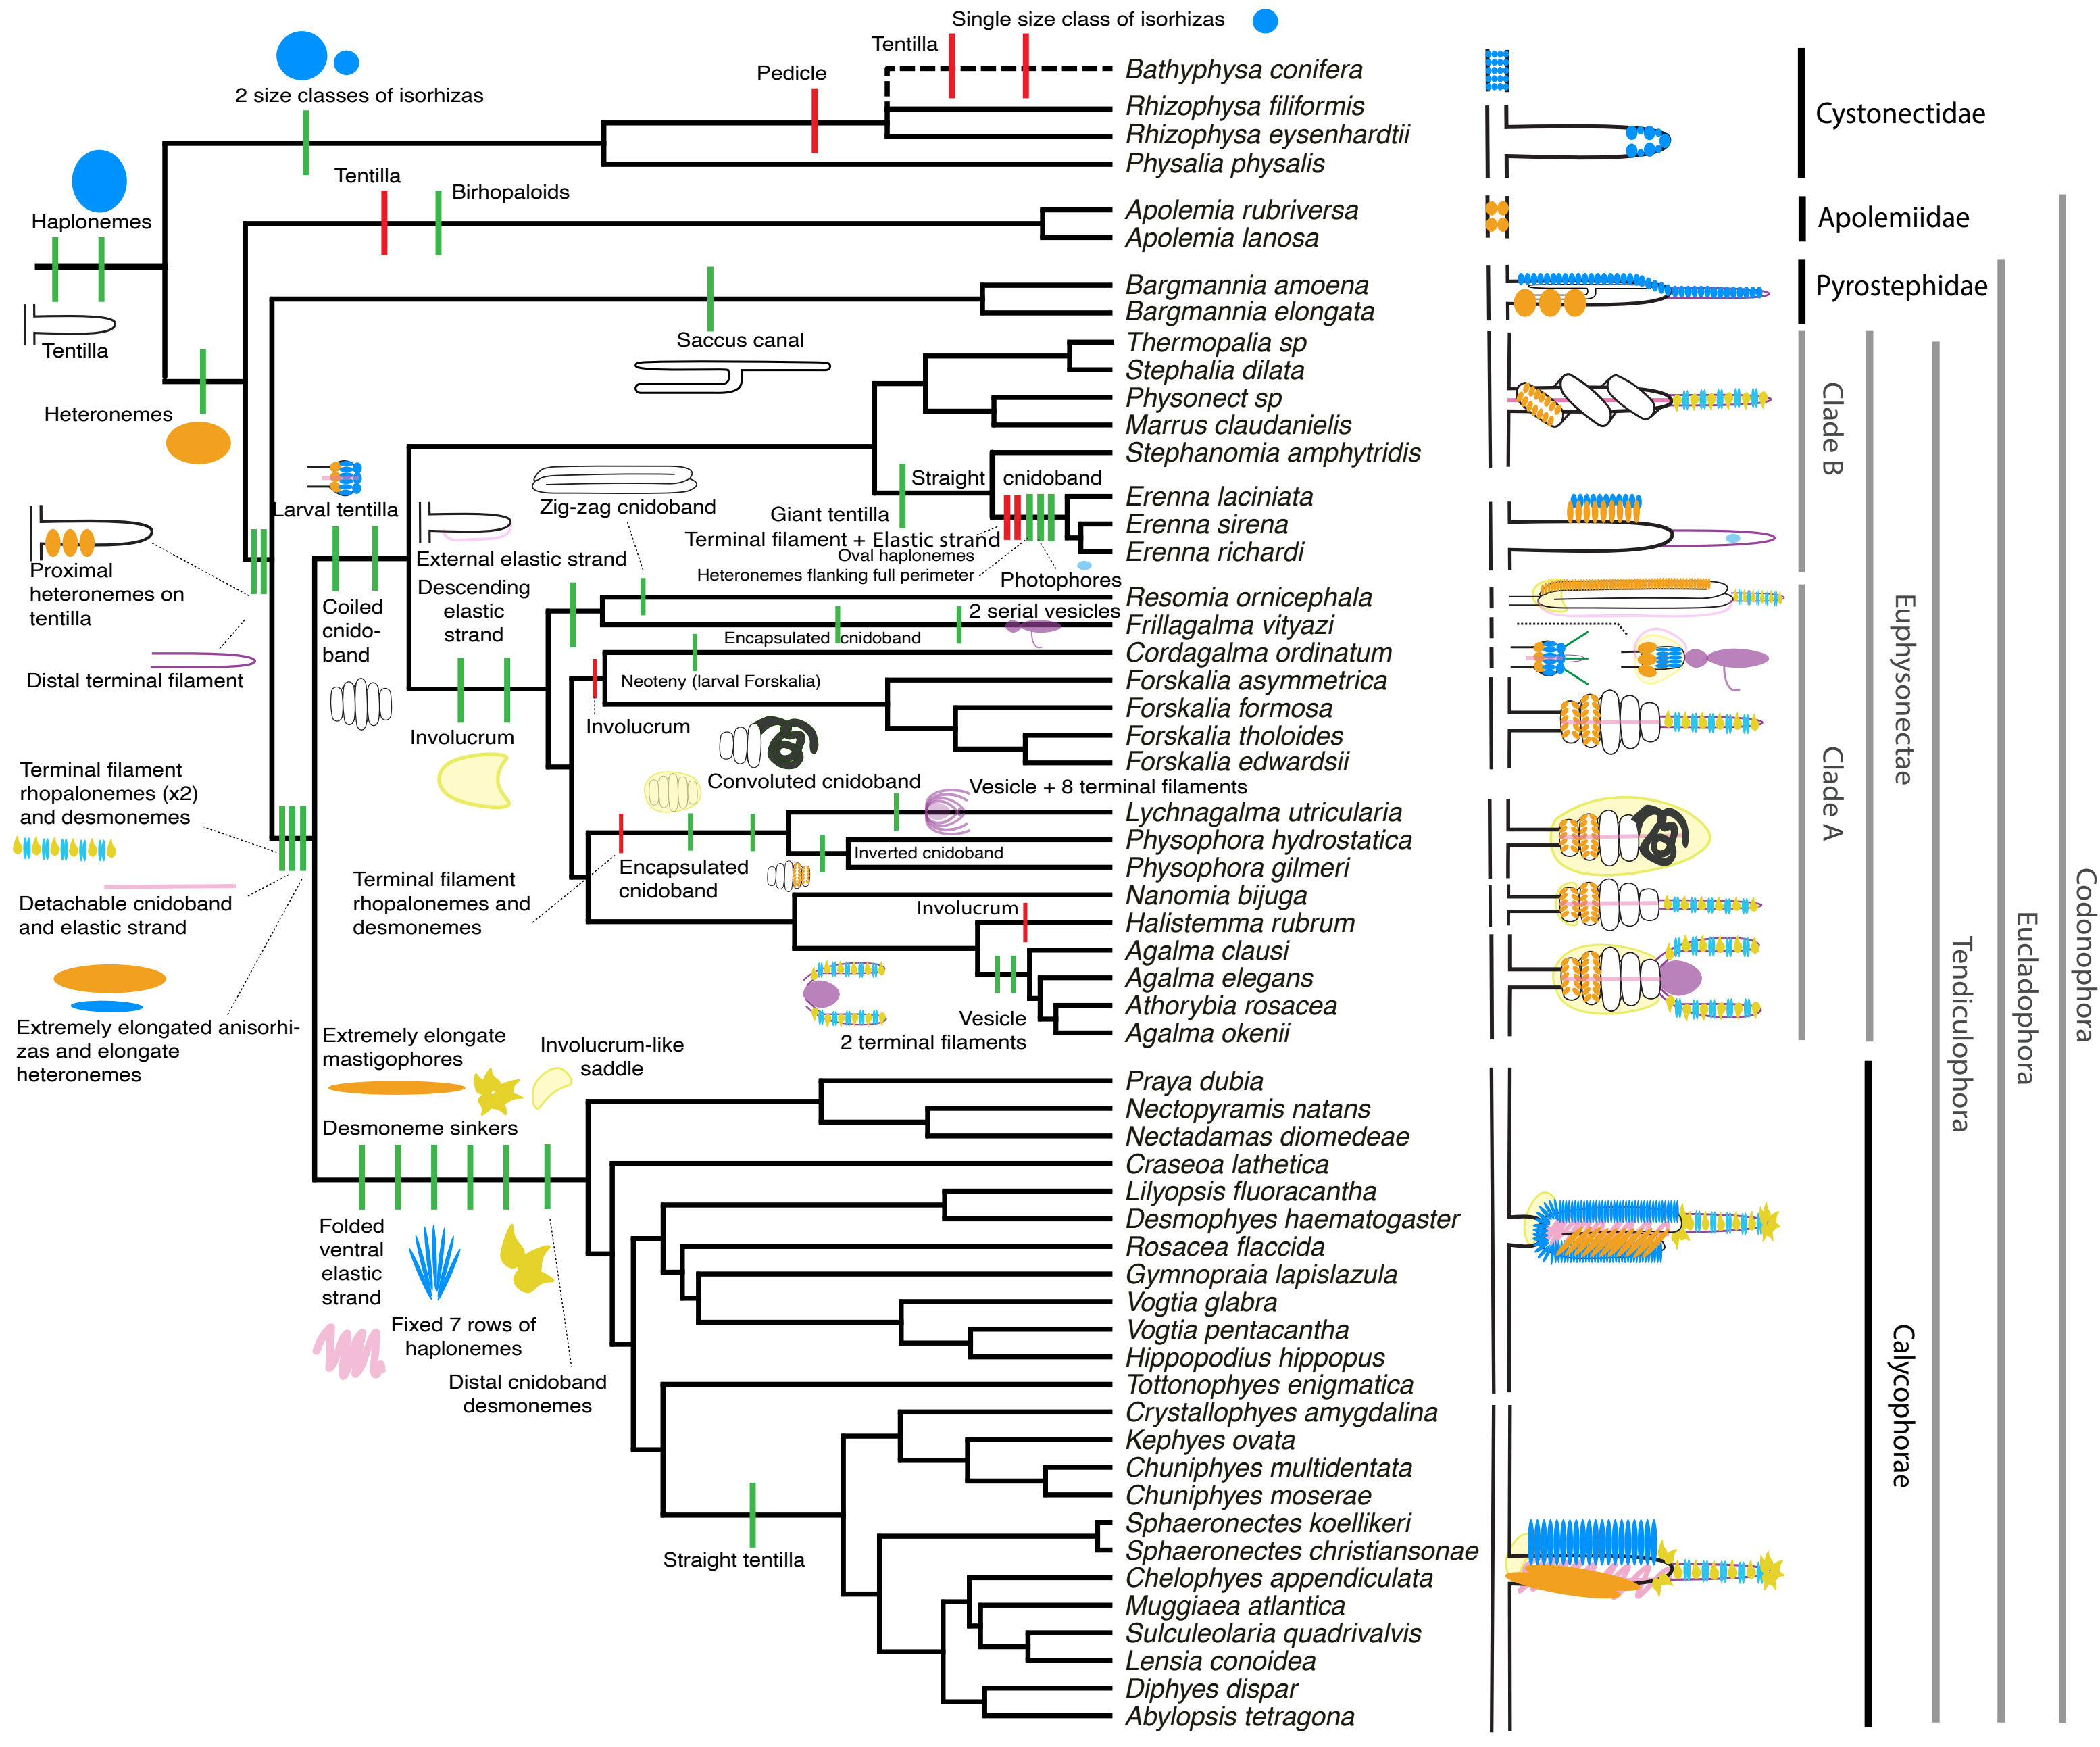 Single size class of isorhizas
Tentilla
Pedicle
2 size classes of isorhizas
Bathyphysa conifera
Rhizophysa filiformis
Rhizophysa eysenhardtii
Physalia physalis
Cystonectidae
Haplonemes
Tentilla
Birhopaloids
Apolemia rubriversa
Apolemia lanosa
Apolemiidae
Tentilla
Bargmannia amoena
Bargmannia elongata
Pyrostephidae
Saccus canal
Heteronemes
Thermopalia sp
Stephalia dilata
Physonect sp
Marrus claudanielis
Stephanomia amphytridis
Erenna laciniata
Erenna sirena
Erenna richardi
Clade B
Straight cnidoband
Giant tentilla
Terminal filament + Elastic strand
Oval haplonemes
Heteronemes flanking full perimeter
Photophores
Larval tentilla
Zig-zag cnidoband
External elastic strand
Descending
elastic
strand
Proximal
heteronemes on
tentilla
Coiled
cnido-
band
Distal terminal filament
Resomia ornicephala
2 serial vesicles
Frillagalma vityazi
Encapsulated cnidoband
Cordagalma ordinatum
Neoteny (larval Forskalia)
Forskalia asymmetrica
Forskalia formosa
Forskalia tholoides
Forskalia edwardsii
Involucrum
Involucrum
Convoluted cnidoband
Vesicle + 8 terminal filaments
Lychnagalma utricularia
Physophora hydrostatica
Inverted cnidoband
Physophora gilmeri
Encapsulated
cnidoband
Terminal filament
rhopalonemes and
desmonemes
Nanomia bijuga
Involucrum
Halistemma rubrum
Agalma clausi
Agalma elegans
Athorybia rosacea
Agalma okenii
Vesicle
2 terminal filaments
Clade A
Euphysonectae
Terminal filament
rhopalonemes (x2)
and desmonemes
Detachable cnidoband
and elastic strand
Extremely elongated anisorhi-
zas and elongate
heteronemes
Extremely elongate
mastigophores
Involucrum-like
saddle
Desmoneme sinkers
Folded
ventral
elastic
strand
Fixed 7 rows of
haplonemes
Distal cnidoband
desmonemes
Straight tentilla
Praya dubia
Nectopyramis natans
Nectadamas diomedeae
Craseoa lathetica
Lilyopsis fluoracantha
Desmophyes haematogaster
Rosacea flaccida
Gymnopraia lapislazula
Vogtia glabra
Vogtia pentacantha
Hippopodius hippopus
Tottonophyes enigmatica
Crystallophyes amygdalina
Kephyes ovata
Chuniphyes multidentata
Chuniphyes moserae
Sphaeronectes koellikeri
Sphaeronectes christiansonae
Chelophyes appendiculata
Muggiaea atlantica
Sulculeolaria quadrivalvis
Lensia conoidea
Diphyes dispar
Abylopsis tetragona
Calycophorae
Tendiculophora
Eucladophora
Codonophora